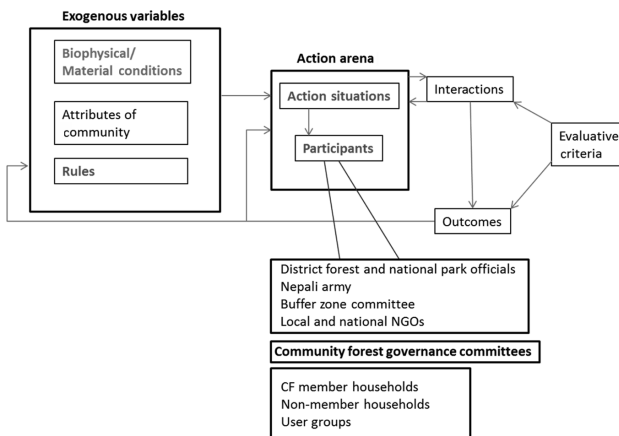 Exogenous variables
Biophysical/
Material conditions
Attributes of
community
Rules
Action arena
Action situations
Participants
Interactions
Evaluative
criteria
Outcomes
District forest and national park officials
Nepali army
Buffer zone committee
Local and national NGOs
Community forest governance committees
CF member households
Non-member households
User groups